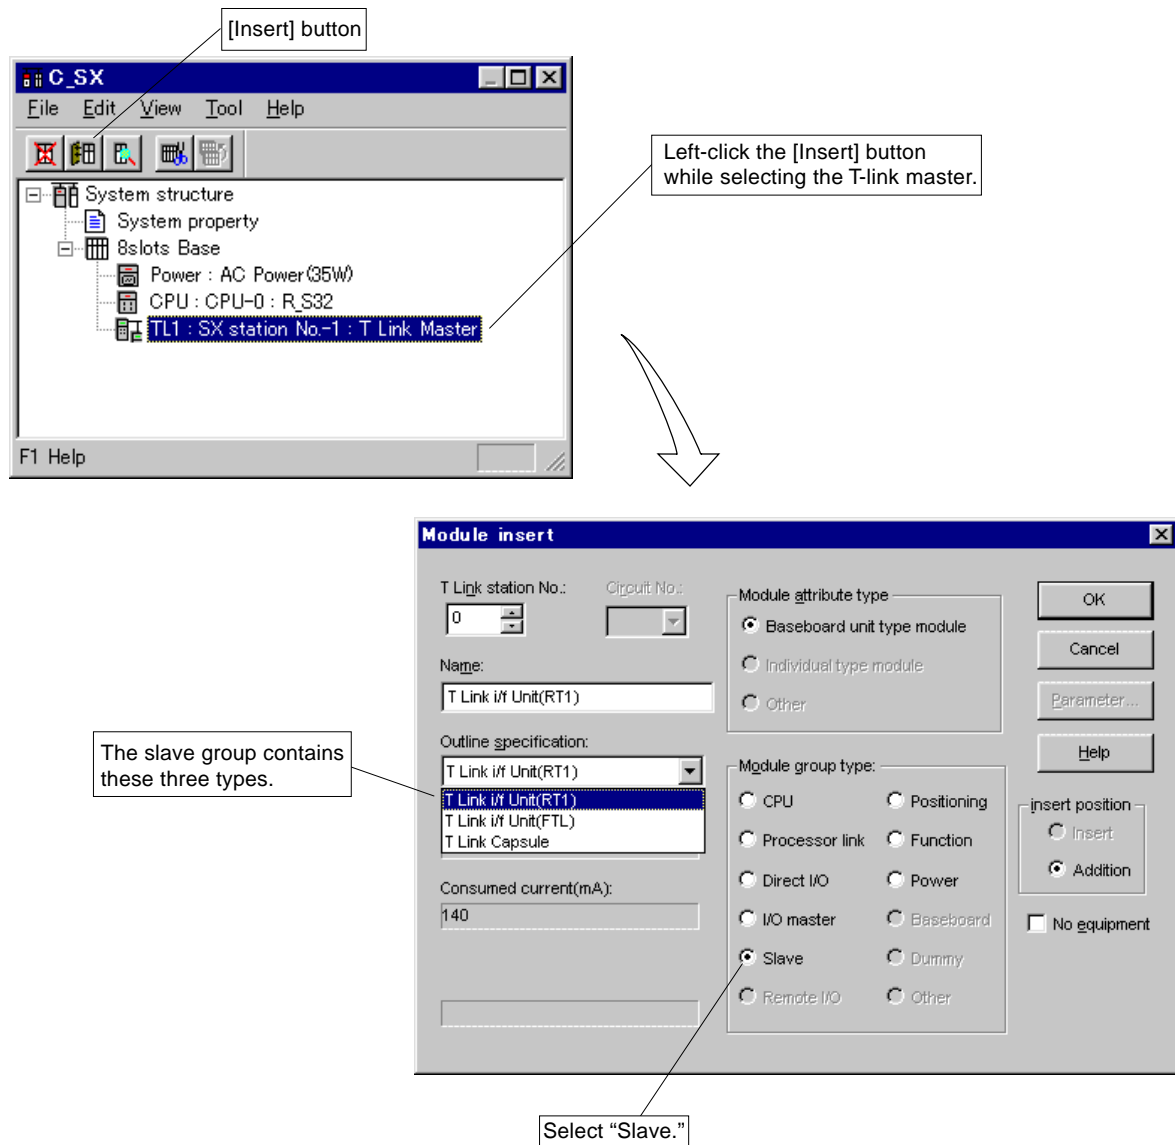 [Insert] button
C_SX
File Edit View Tool Help
Left-click the [Insert] button
while selecting the T-link master.
System structure
System property
8slots Base
Power : AC Power(35W)
CPU : CPU-0 : R_S32
TL1 : SX station No.-1 : T Link Master
F1 Help
Module insert
T Link station No.: Circuit No.:
0
Name:
T Link i/f Unit(RT1)
Outline specification:
T Link i/f Unit(RT1)
T Link i/f Unit(RT1)
T Link i/f Unit(FTL)
T Link Capsule
The slave group contains
these three types.
Consumed current(mA):
140
Module attribute type
Baseboard unit type module
Individual type module
Other
Module group type:
CPU Positioning
Processor link Function
Direct I/O Power
I/O master Baseboard
Slave Dummy
Remote I/O Other
OK
Cancel
Parameter...
Help
insert position
Insert
Addition
No equipment
Select “Slave.”